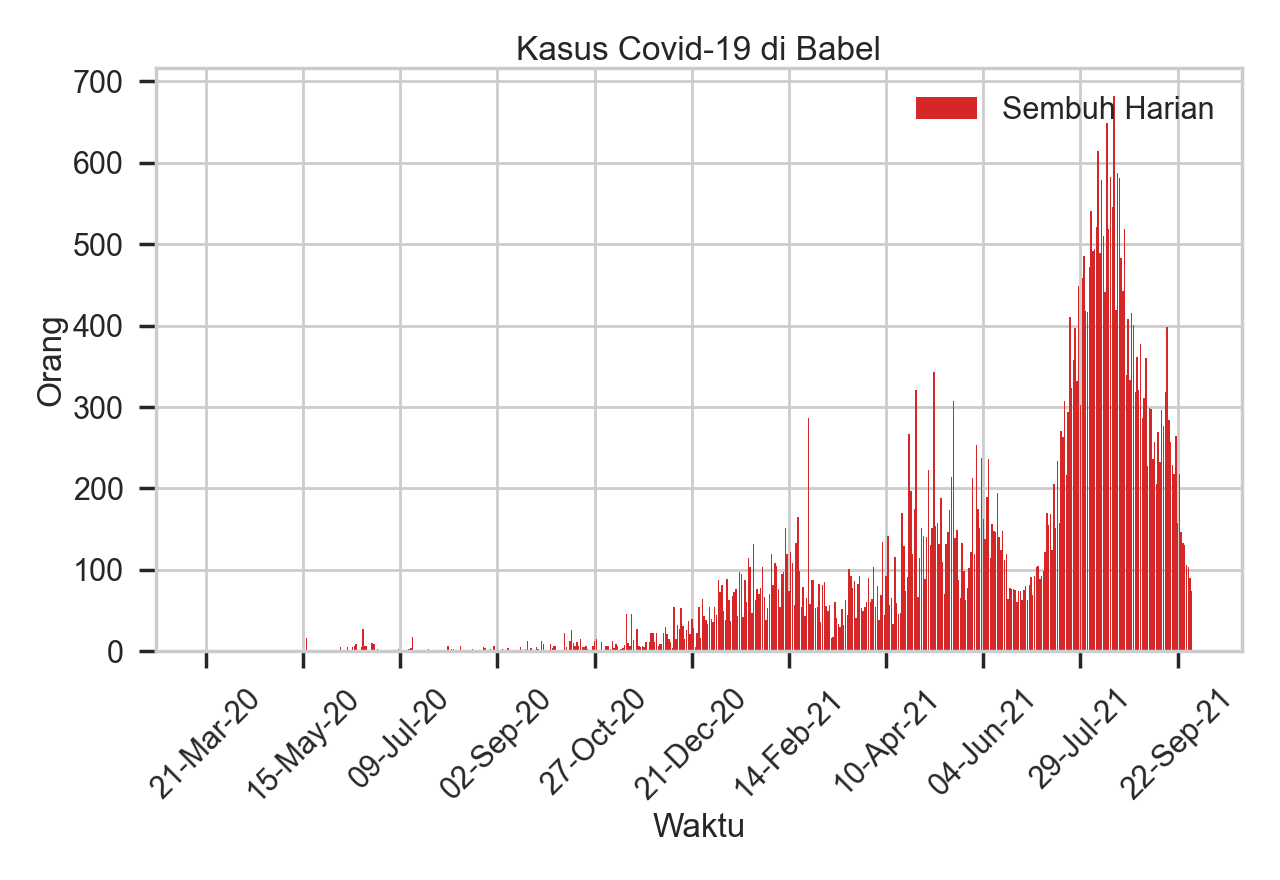 Kasus Covid-19 di Babel
Sembuh Harian
Orang
700
600
500
400
300
200
100
0
21-Mar-20
15-May-20
09-Jul-20
02-Sep-20
27-Oct-20
21-Dec-20
14-Feb-21
10-Apr-21
04-Jun-21
29-Jul-21
22-Sep-21
Waktu